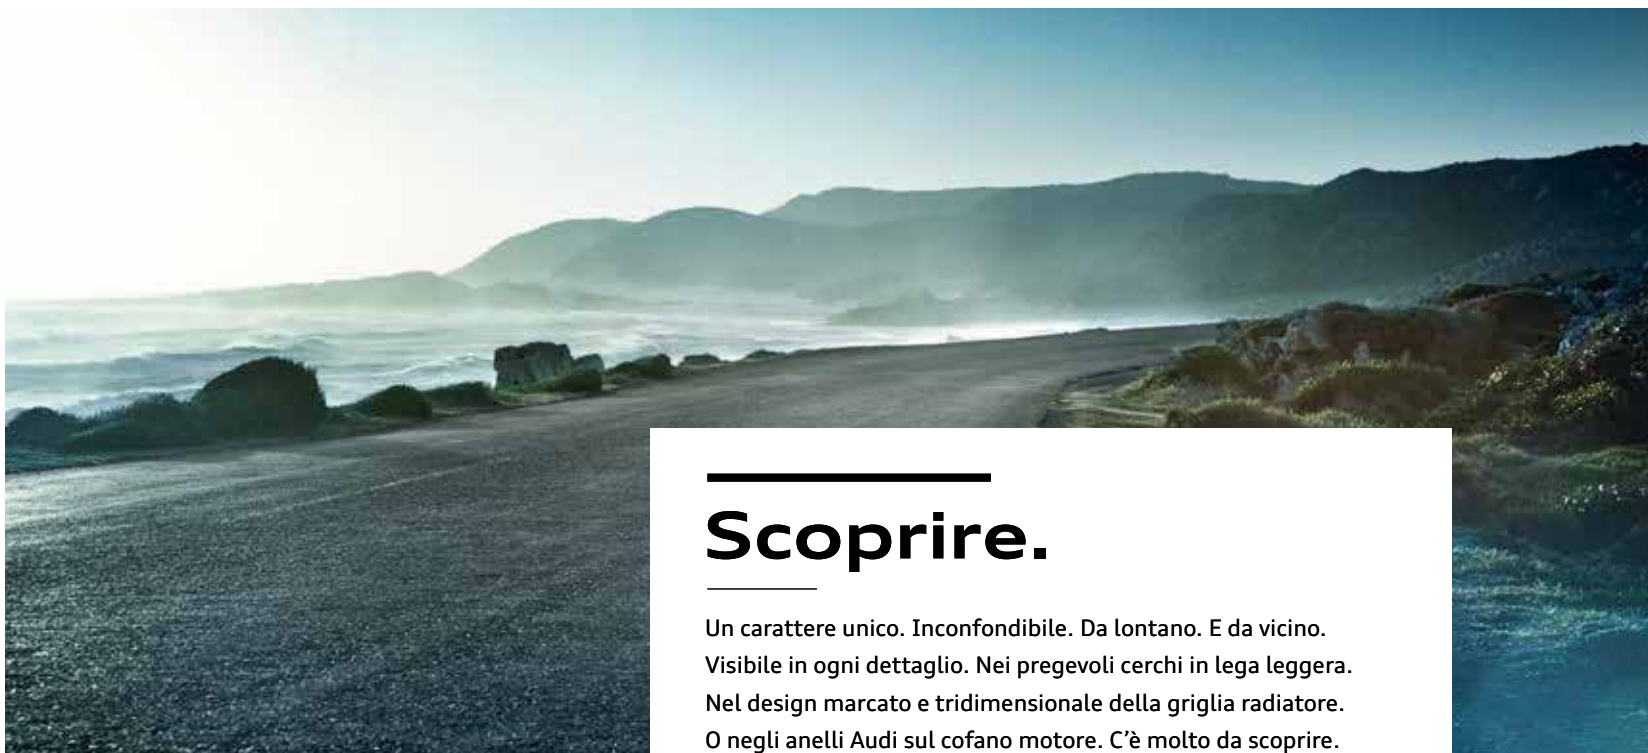 Scoprire.
Un carattere unico. Inconfondibile. Da lontano. E da vicino.
Visibile in ogni dettaglio. Nei pregevoli cerchi in lega leggera.
Nel design marcato e tridimensionale della griglia radiatore.
O negli anelli Audi sul cofano motore. C’è molto da scoprire.